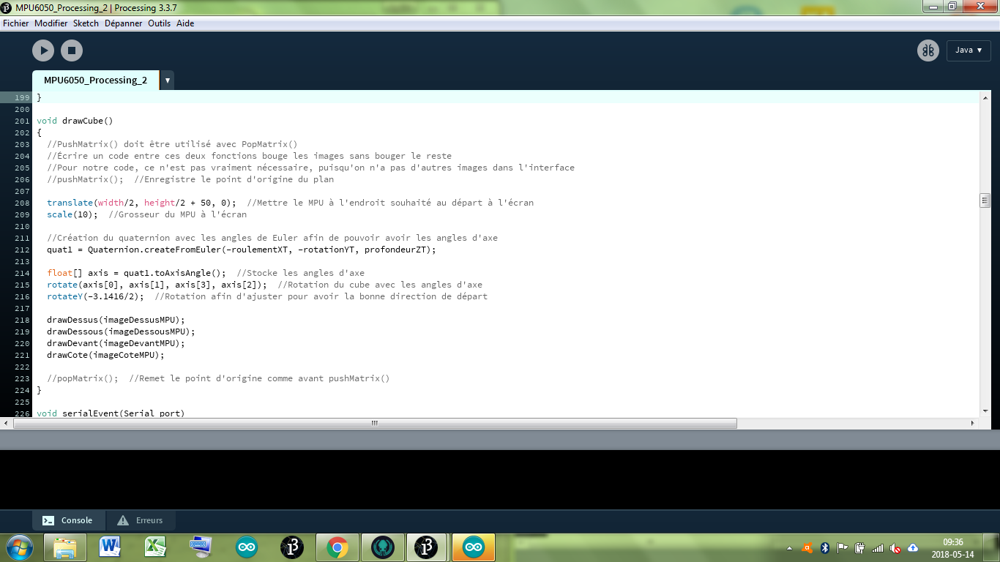 MPU6050_Processing_2 | Processing 3.3.7
Fichier Modifier Sketch Dépanner Outils Aide
Java ▼
MPU6050_Processing_2 ▼
199 }
200
201 void drawCube()
202 {
203 //PushMatrix() doit être utilisé avec PopMatrix()
204 //Écrire un code entre ces deux fonctions bouge les images sans bouger le reste
205 //Pour notre code, ce n'est pas vraiment nécessaire, puisqu'on n'a pas d'autres images dans l'interface
206 //pushMatrix(); //Enregistre le point d'origine du plan
207
208 translate(width/2, height/2 + 50, 0); //Mettre le MPU à l'endroit souhaité au départ à l'écran
209 scale(10); //Grosseur du MPU à l'écran
210
211 //Création du quaternion avec les angles de Euler afin de pouvoir avoir les angles d'axe
212 quat1 = Quaternion.createFromEuler(-roulementXT, -rotationYT, profondeurZT);
213
214 float[] axis = quat1.toAxisAngle(); //Stocke les angles d'axe
215 rotate(axis[0], axis[1], axis[3], axis[2]); //Rotation du cube avec les angles d'axe
216 rotateY(-3.1416/2); //Rotation afin d'ajuster pour avoir la bonne direction de départ
217
218 drawDessus(imageDessusMPU);
219 drawDessous(imageDessousMPU);
220 drawDevant(imageDevantMPU);
221 drawCote(imageCoteMPU);
222
223 //popMatrix(); //Remet le point d'origine comme avant pushMatrix()
224 }
225
226 void serialEvent(Serial port)
Console Erreurs
09:36
2018-05-14